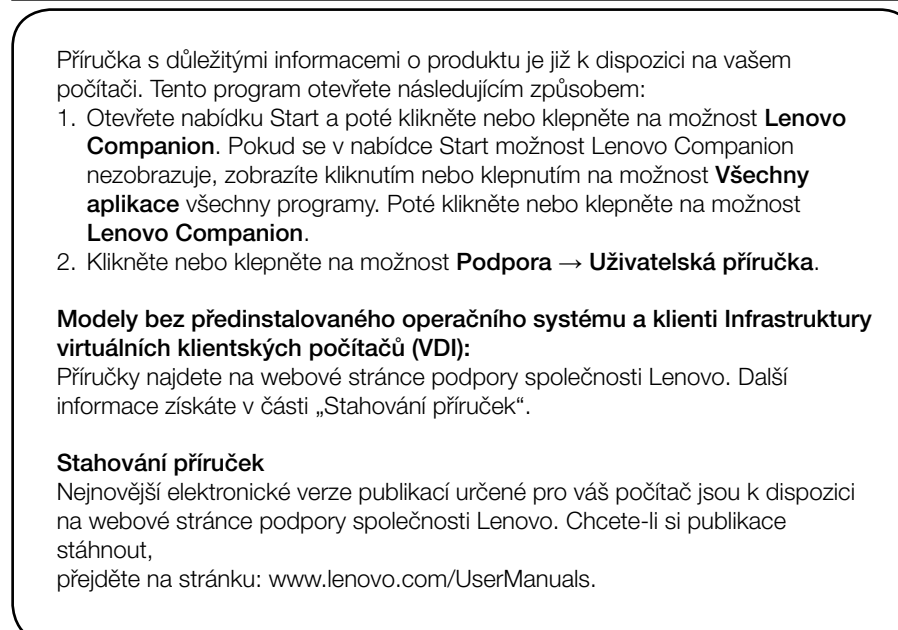 Příručka s důležitými informacemi o produktu je již k dispozici na vašem
počítači. Tento program otevřete následujícím způsobem:
1. Otevřete nabídku Start a poté klikněte nebo klepněte na možnost Lenovo
Companion. Pokud se v nabídce Start možnost Lenovo Companion
nezobrazuje, zobrazíte kliknutím nebo klepnutím na možnost Všechny
aplikace všechny programy. Poté klikněte nebo klepněte na možnost
Lenovo Companion.
2. Klikněte nebo klepněte na možnost Podpora → Uživatelská příručka.
Modely bez předinstalovaného operačního systému a klienti Infrastruktury
virtuálních klientských počítačů (VDI):
Příručky najdete na webové stránce podpory společnosti Lenovo. Další
informace získáte v části „Stahování příruček“.
Stahování příruček
Nejnovější elektronické verze publikací určené pro váš počítač jsou k dispozici
na webové stránce podpory společnosti Lenovo. Chcete-li si publikace
stáhnout,
přejděte na stránku: www.lenovo.com/UserManuals.